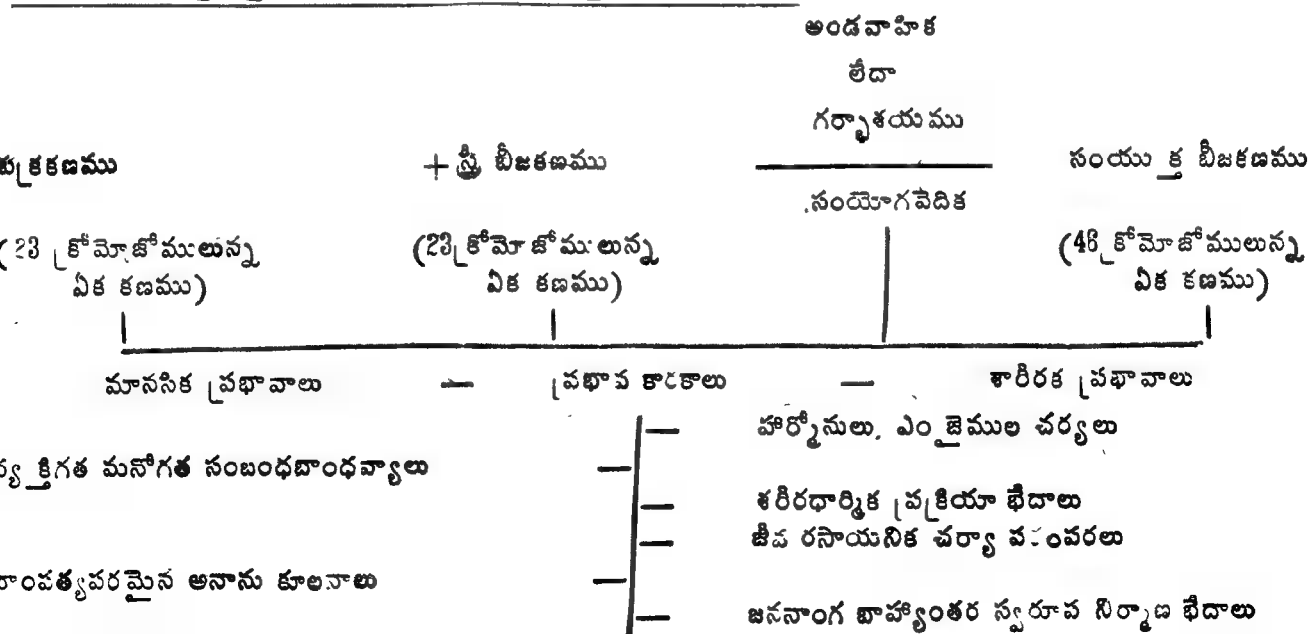 అండవాహిక
లేదా
గర్భాశయము
శుక్రకణము + స్త్రీ బీజకణము సంయుక్త బీజకణము
సంయోగవేదిక
(23 క్రోమోజోములున్న (23 క్రోమోజోములున్న (46 క్రోమోజోములున్న
ఏక కణము) ఏక కణము) ఏక కణము)
మానసిక ప్రభావాలు — ప్రభావ కారకాలు — శారీరక ప్రభావాలు
హార్మోనులు, ఎంజైముల చర్యలు
వ్యక్తిగత మనోగత సంబంధబాంధవ్యాలు
శరీరధార్మిక ప్రక్రియా భేదాలు
జీవ రసాయనిక చర్యా పరంపరలు
దాంపత్యపరమైన అనానుకూలనాలు
జననాంగ బాహ్యాంతర స్వరూప నిర్మాణ భేదాలు